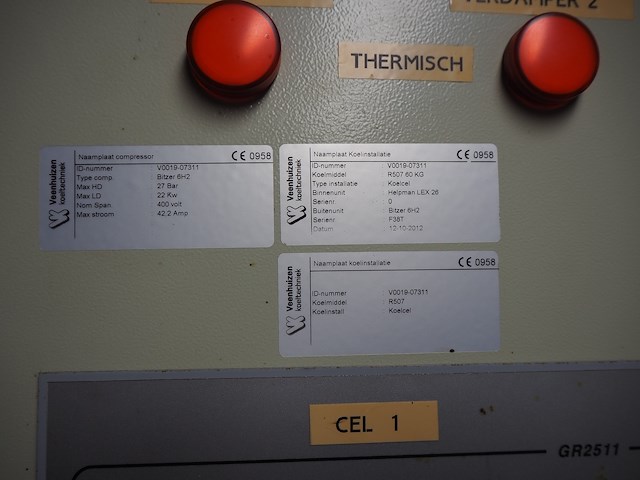 VERDAMPER 2
THERMISCH
Veenhuizen
koeltechniek
Naamplaat compressor CE 0958
ID-nummer V0019-07311
Type comp. Bitzer 6H2
Max HD 27 Bar
Max LD 22 Kw
Nom Span 400 volt
Max stroom 42.2 Amp
Veenhuizen
koeltechniek
Naamplaat Koelinstallatie CE 0958
ID-nummer : V0019-07311
Koelmiddel : R507 60 KG
Type installatie : Koelcel
Binnenunit : Helpman LEX 26
Serienr. : 0
Buitenunit : Bitzer 6H2
Serienr. : F38T
Datum : 12-10-2012
Veenhuizen
koeltechniek
Naamplaat koelinstallatie CE 0958
ID-nummer : V0019-07311
Koelmiddel : R507
Koelinstall : Koelcel
CEL 1
GR2511